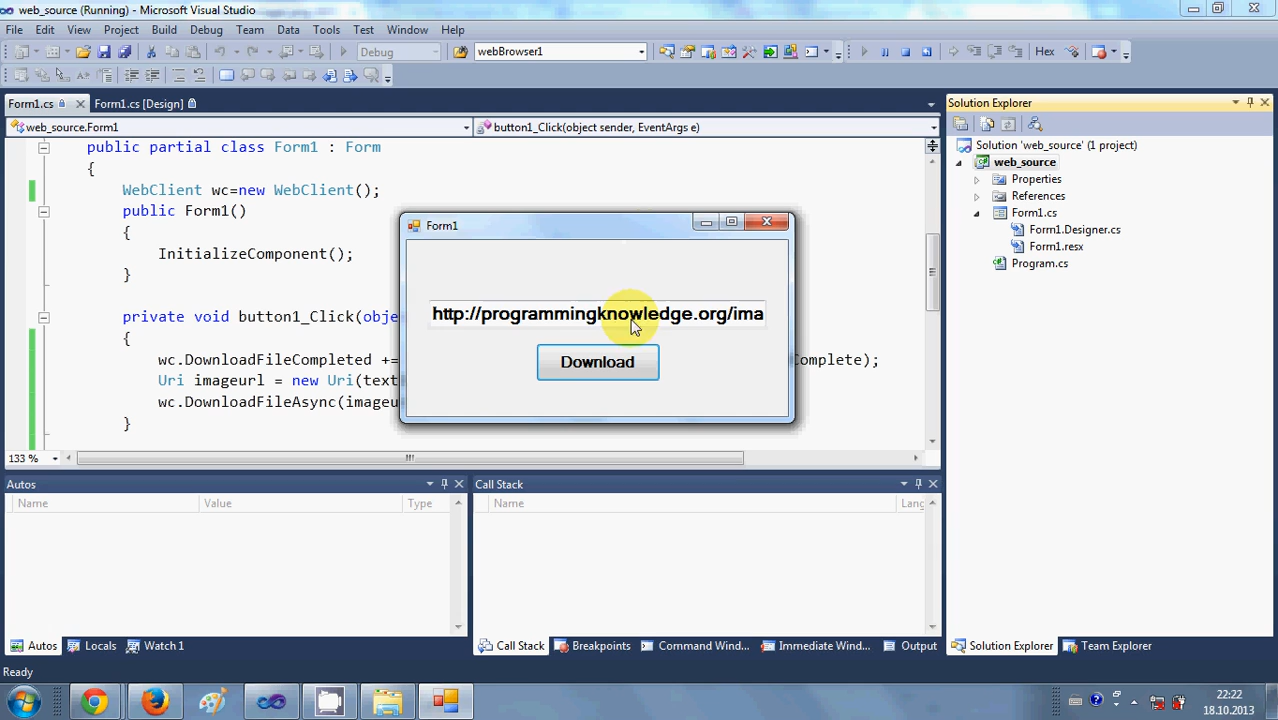 web_source (Running) - Microsoft Visual Studio
File Edit View Project Build Debug Team Data Tools Test Window Help
Debug webBrowser1 Hex
Form1.cs Form1.cs [Design] Solution Explorer
web_source.Form1 button1_Click(object sender, EventArgs e)
public partial class Form1 : Form
{
WebClient wc=new WebClient();
public Form1()
{
InitializeComponent();
}
private void button1_Click(obje
{
wc.DownloadFileCompleted += Complete);
Uri imageurl = new Uri(text
wc.DownloadFileAsync(imageu
}
133 %
Form1
http://programmingknowledge.org/ima
Download
Solution 'web_source' (1 project)
web_source
Properties
References
Form1.cs
Form1.Designer.cs
Form1.resx
Program.cs
Autos
Name Value Type
Call Stack
Name Lang
Autos Locals Watch 1
Call Stack Breakpoints Command Wind... Immediate Wind... Output
Solution Explorer Team Explorer
Ready
22:22
18.10.2013